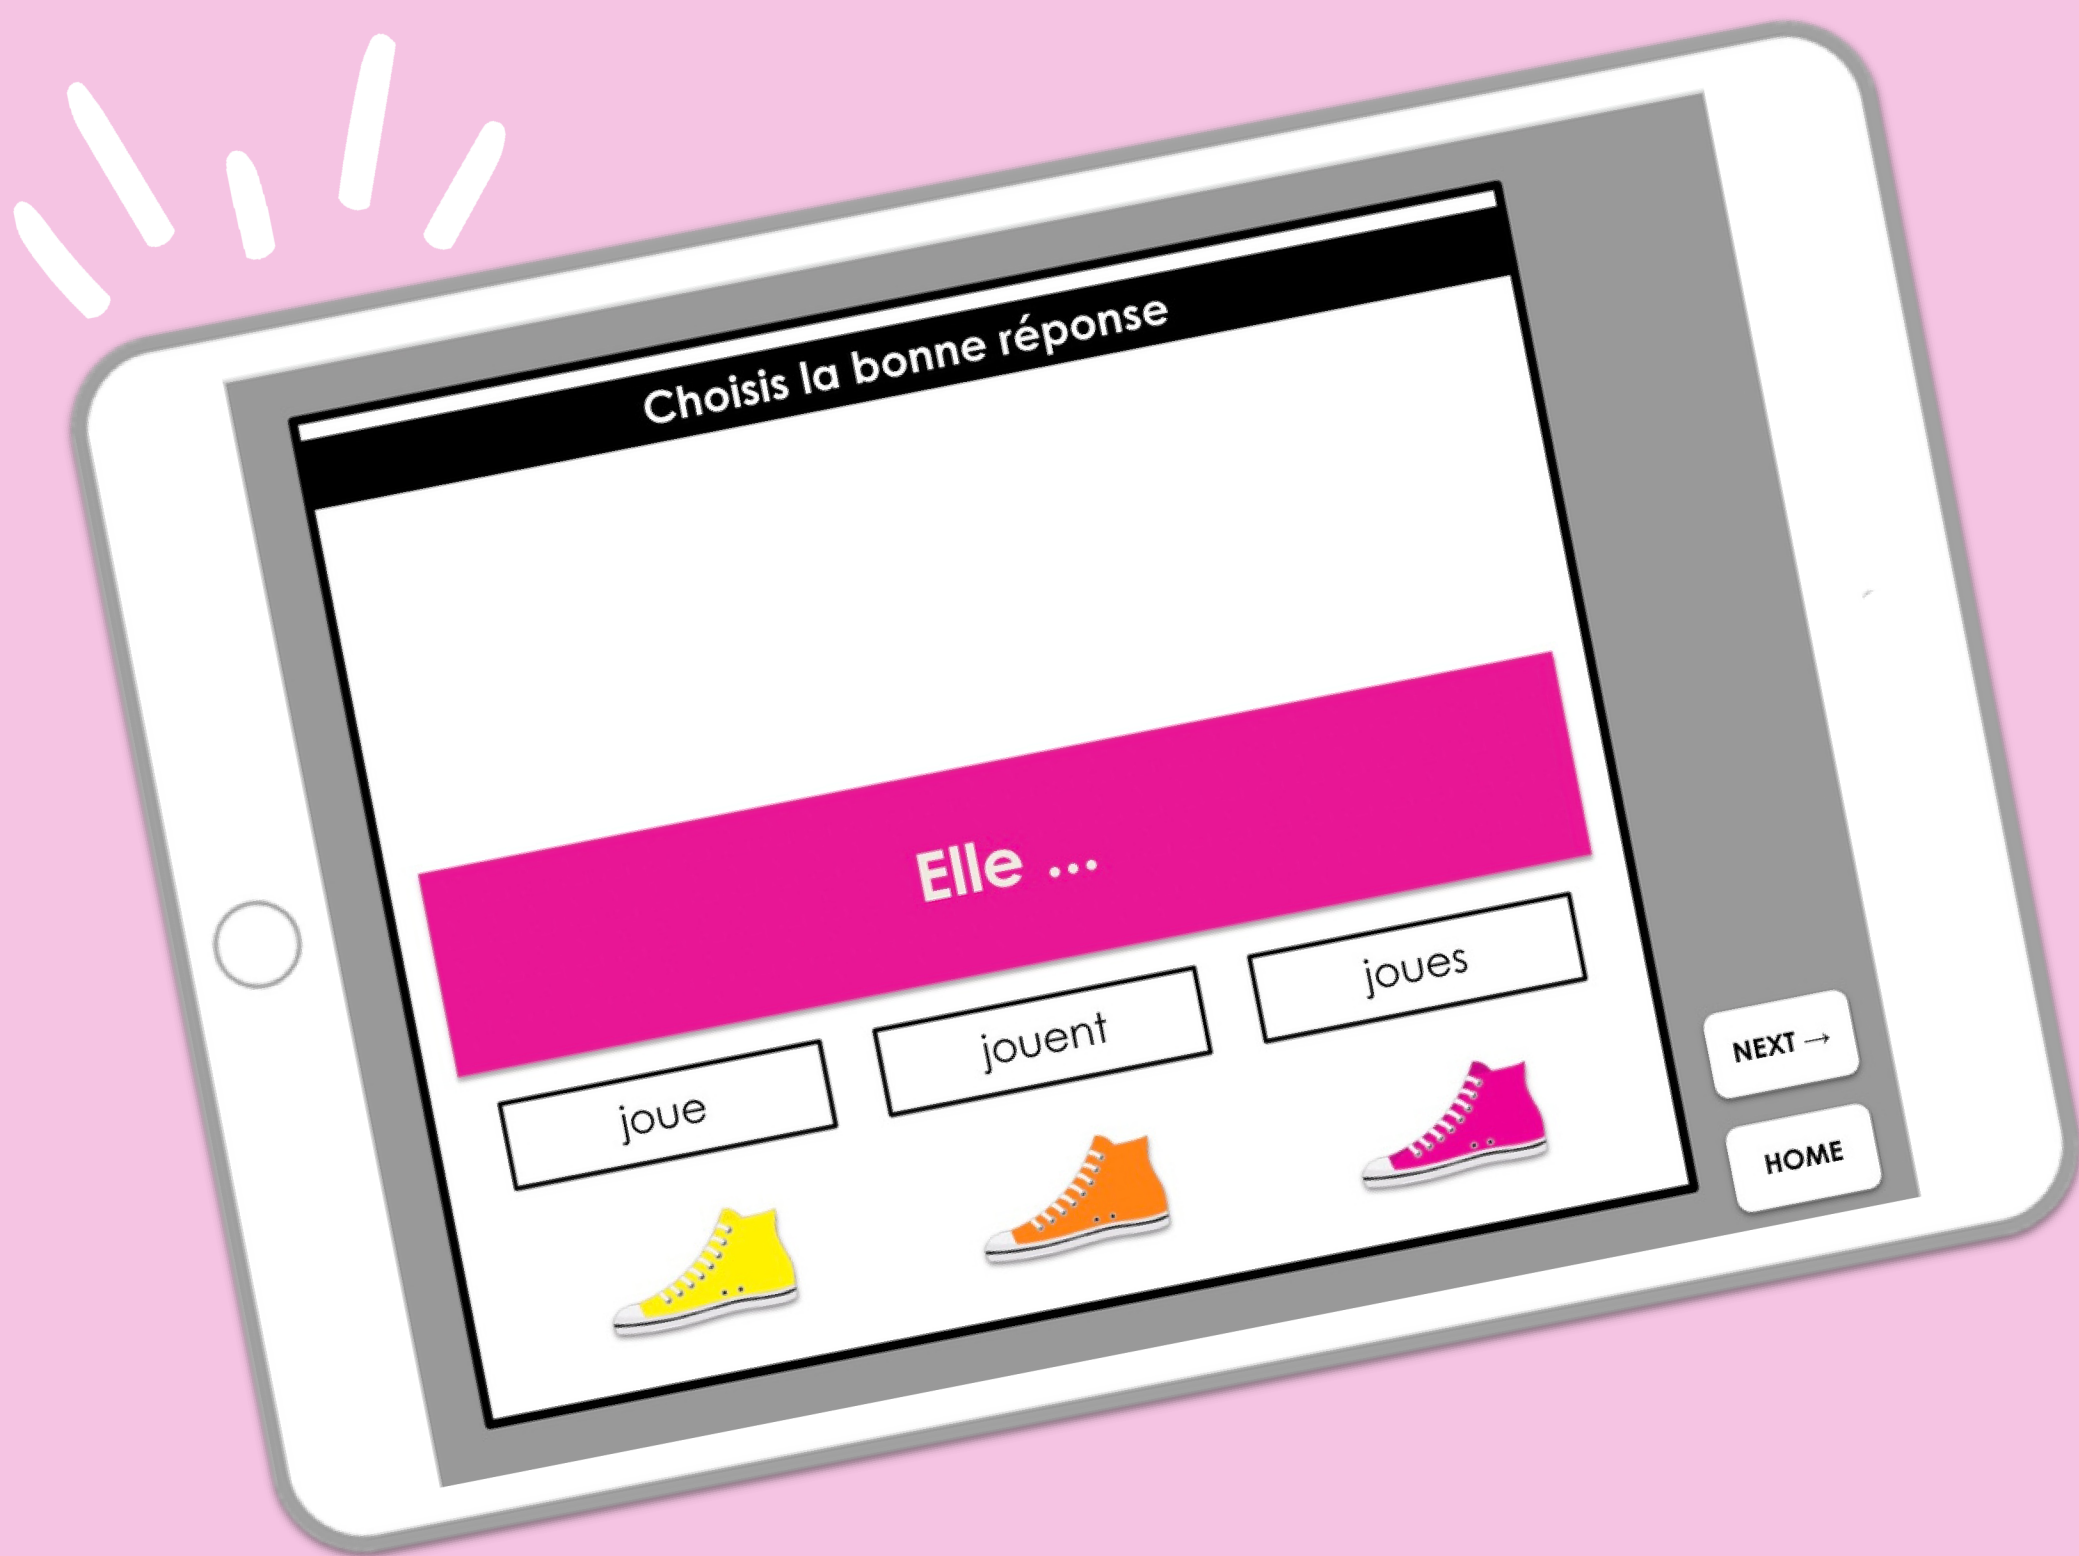 Choisis la bonne réponse
Elle ...
joue
jouent
joues
NEXT →
HOME